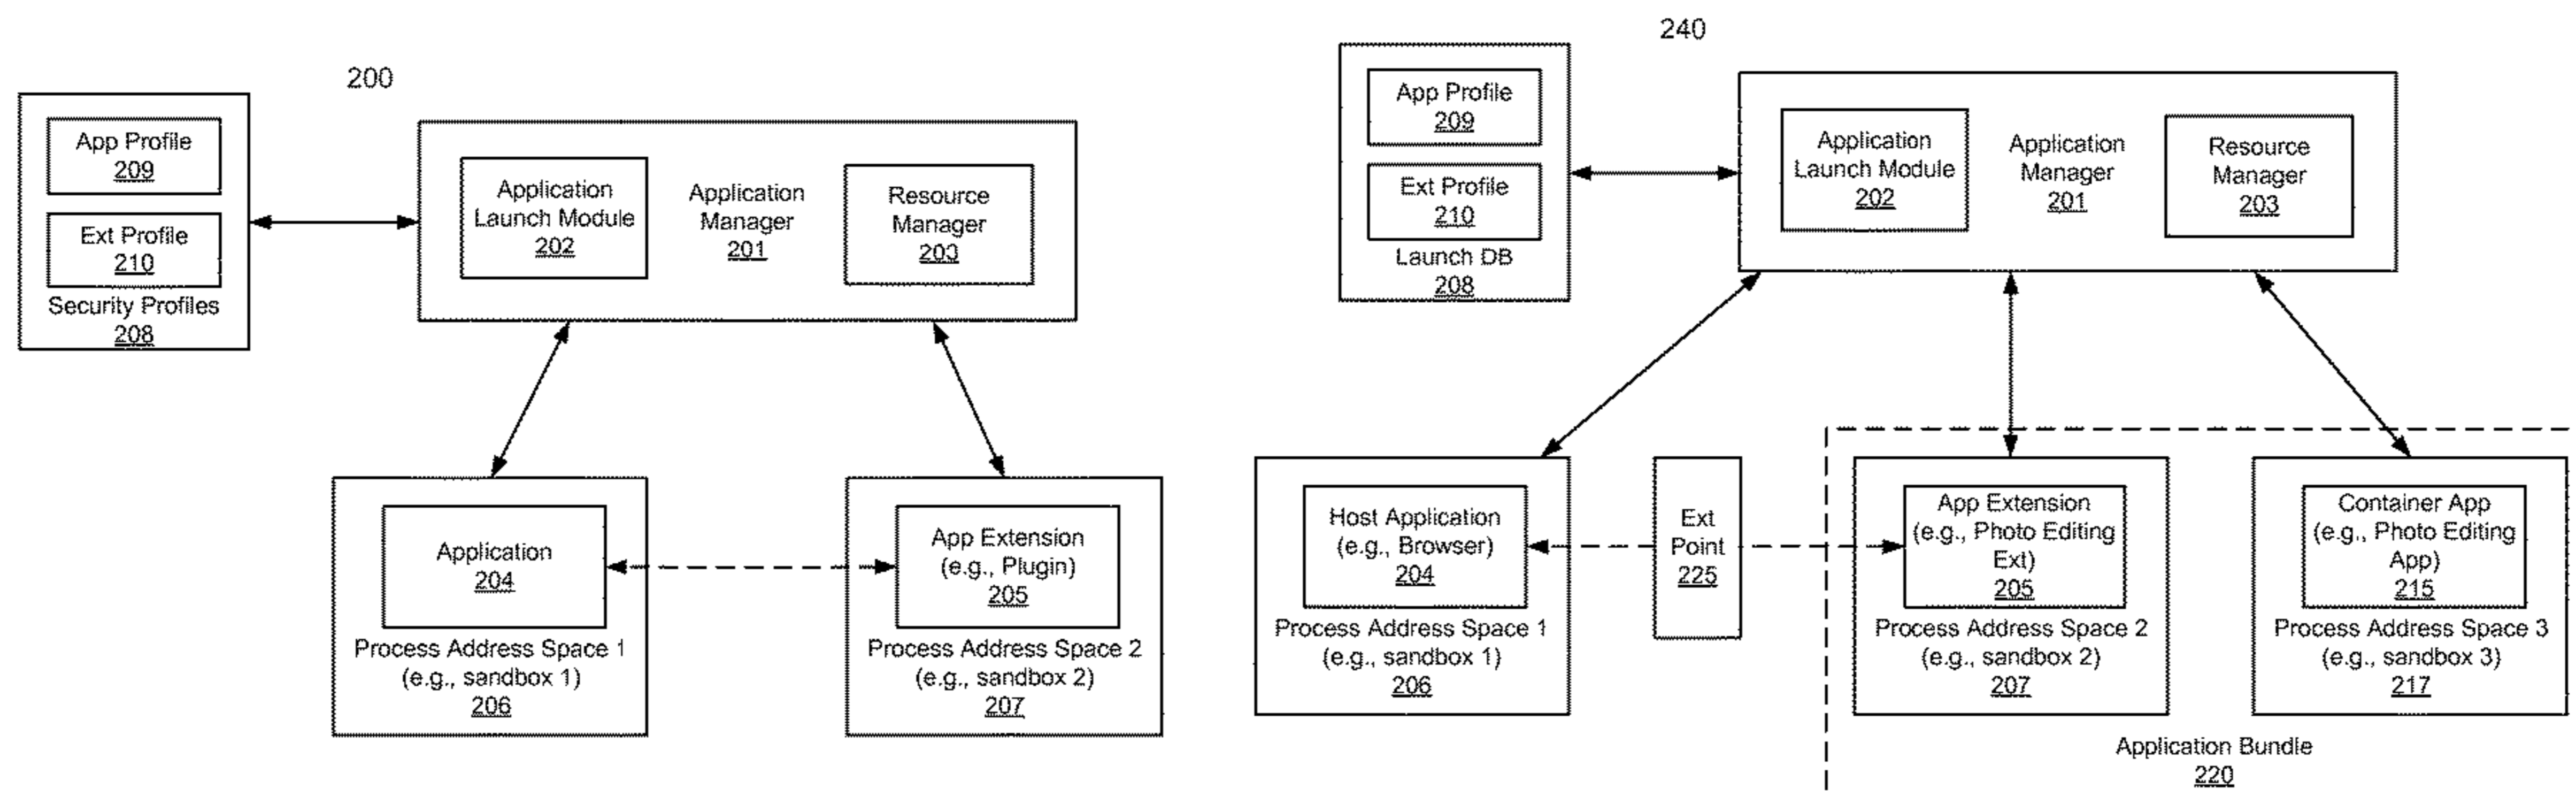 200
App Profile
209
Ext Profile
210
Security Profiles
208
Application
Launch Module
202
Application
Manager
201
Resource
Manager
203
Application
204
Process Address Space 1
(e.g., sandbox 1)
206
App Extension
(e.g., Plugin)
205
Process Address Space 2
(e.g., sandbox 2)
207
240
App Profile
209
Ext Profile
210
Launch DB
208
Application
Launch Module
202
Application
Manager
201
Resource
Manager
203
Host Application
(e.g., Browser)
204
Process Address Space 1
(e.g., sandbox 1)
206
Ext
Point
225
App Extension
(e.g., Photo Editing
Ext)
205
Process Address Space 2
(e.g., sandbox 2)
207
Container App
(e.g., Photo Editing
App)
215
Process Address Space 3
(e.g., sandbox 3)
217
Application Bundle
220